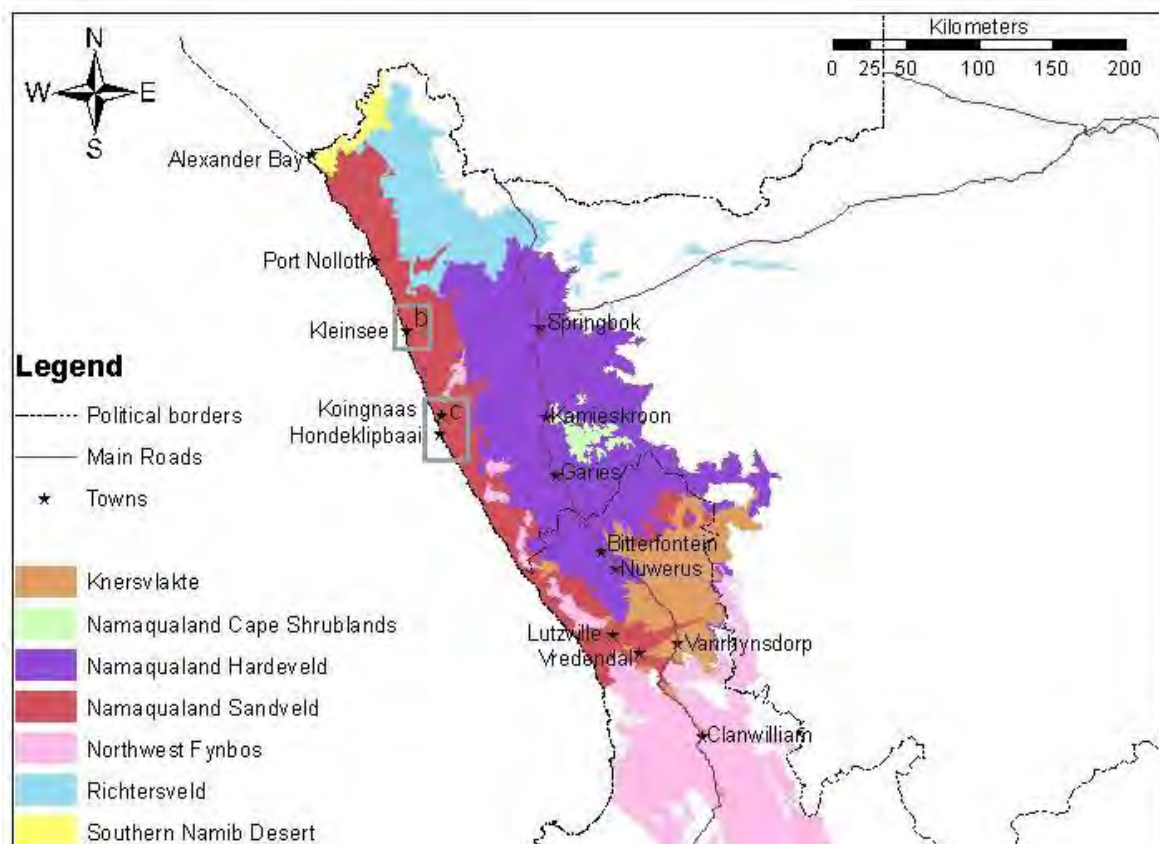 N
W E
S
Kilometers
0 25 50 100 150 200
Alexander Bay
Port Nolloth
b
Kleinsee
Springbok
Legend
Political borders
Main Roads
Towns
Koingnaas
c
Kamieskroon
Hondeklipbaai
Garies
Bitterfontein
Nuwerus
Lutzville
Vanrhynsdorp
Vredendal
Clanwilliam
Knersvlakte
Namaqualand Cape Shrublands
Namaqualand Hardeveld
Namaqualand Sandveld
Northwest Fynbos
Richtersveld
Southern Namib Desert